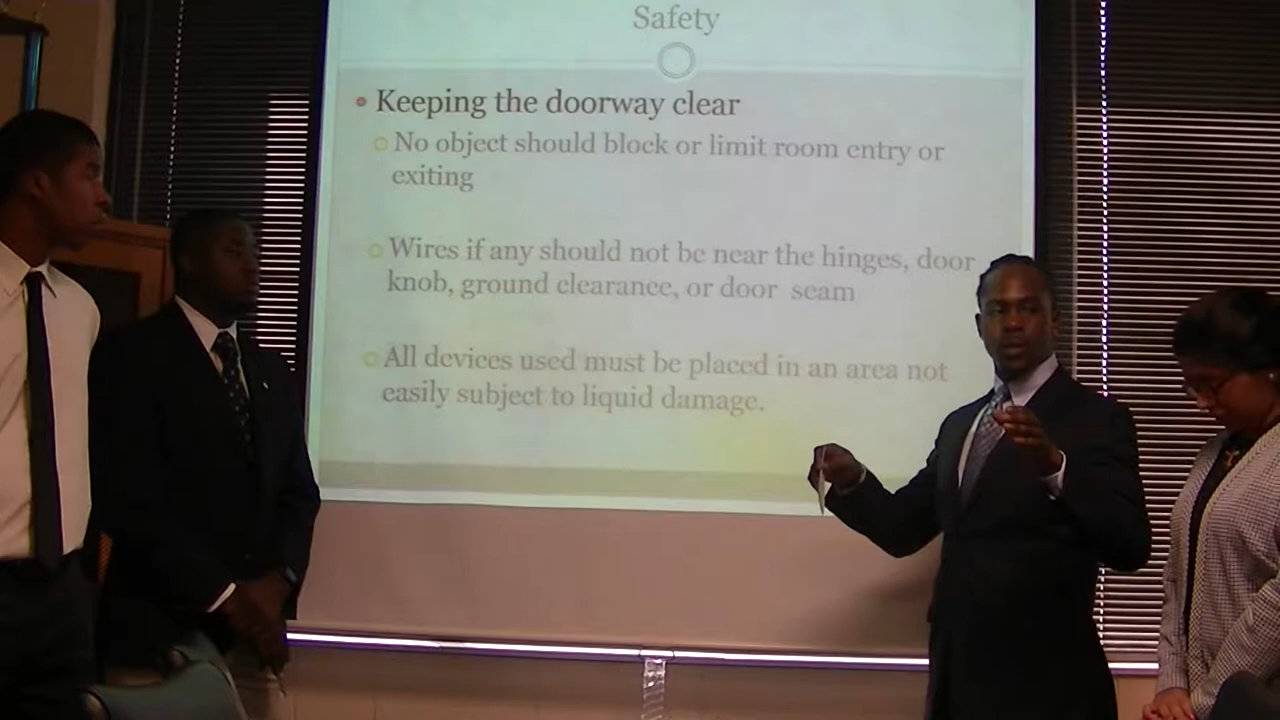 Safety
Keeping the doorway clear
No object should block or limit room entry or
exiting
Wires if any should not be near the hinges, door
knob, ground clearance, or door seam
All devices used must be placed in an area not
easily subject to liquid damage.